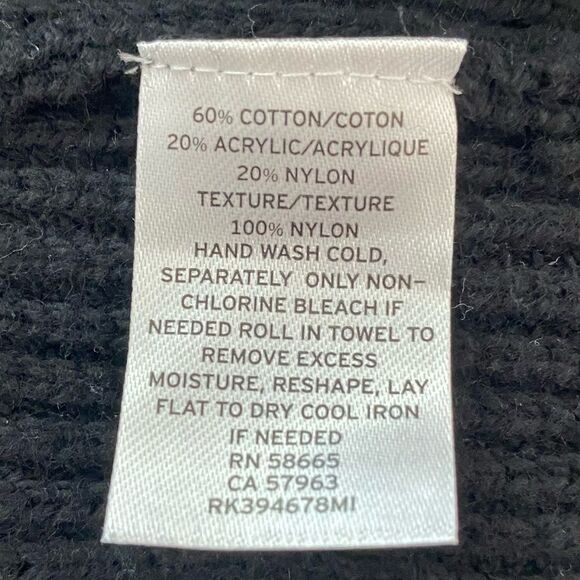 60% COTTON/COTON
20% ACRYLIC/ACRYLIQUE
20% NYLON
TEXTURE/TEXTURE
100% NYLON
HAND WASH COLD,
SEPARATELY ONLY NON-
CHLORINE BLEACH IF
NEEDED ROLL IN TOWEL TO
REMOVE EXCESS
MOISTURE, RESHAPE, LAY
FLAT TO DRY COOL IRON
IF NEEDED
RN 58665
CA 57963
RK394678MI